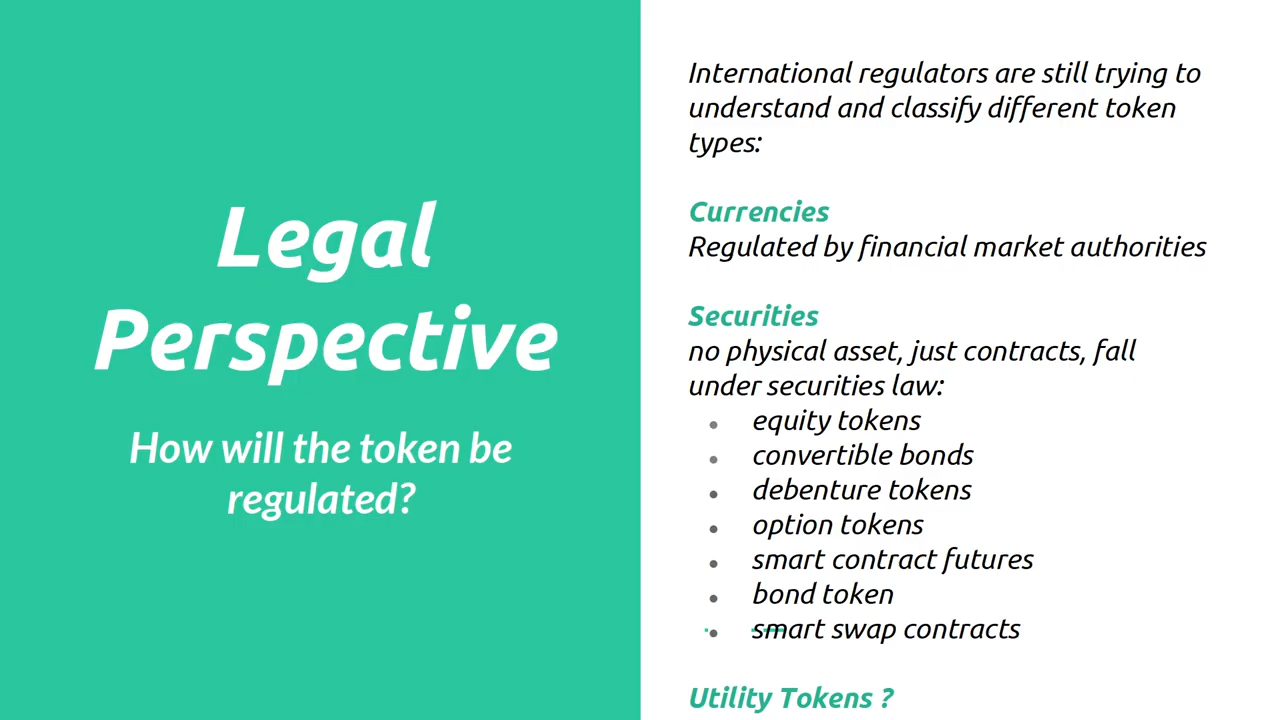 Legal
Perspective
How will the token be
regulated?
International regulators are still trying to
understand and classify different token
types:
Currencies
Regulated by financial market authorities
Securities
no physical asset, just contracts, fall
under securities law:
equity tokens
convertible bonds
debenture tokens
option tokens
smart contract futures
bond token
smart swap contracts
Utility Tokens ?